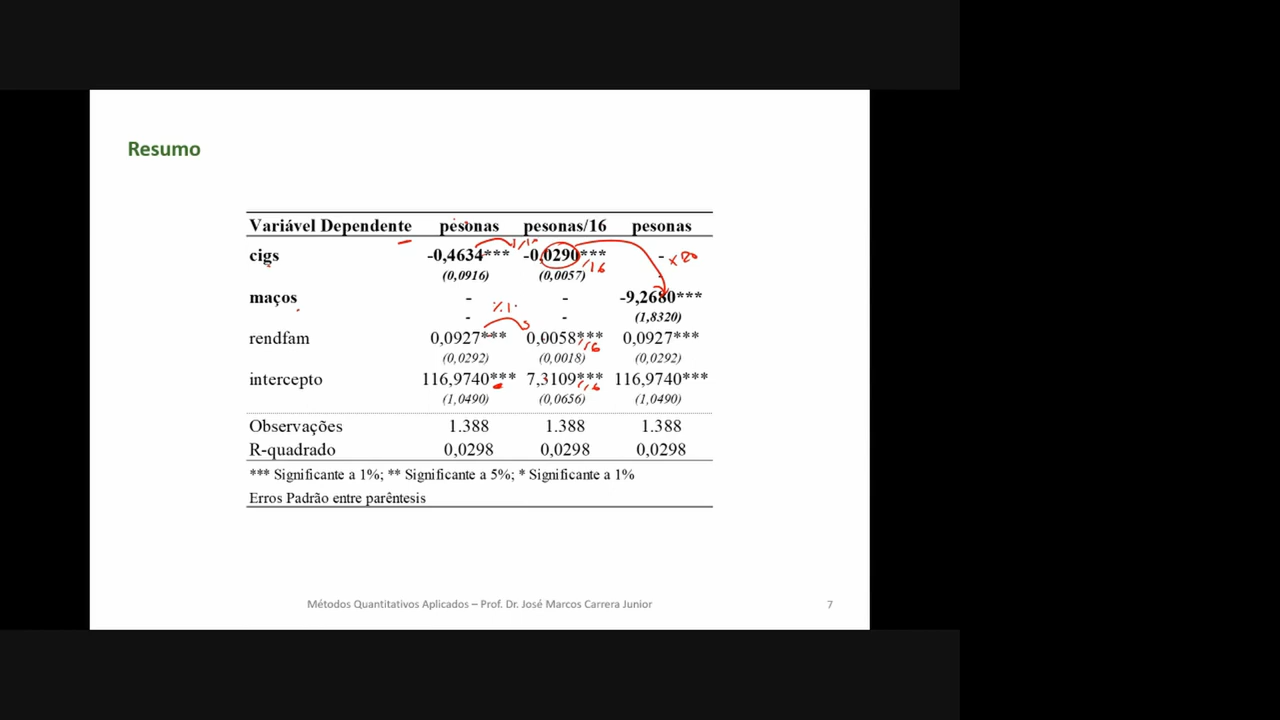 Resumo
Variável Dependente pesonas pesonas/16 pesonas
cigs -0,4634*** -0,0290*** -
(0,0916) (0,0057) -
maços - - -9,2680***
- - (1,8320)
rendfam 0,0927*** 0,0058*** 0,0927***
(0,0292) (0,0018) (0,0292)
intercepto 116,9740*** 7,3109*** 116,9740***
(1,0490) (0,0656) (1,0490)
Observações 1.388 1.388 1.388
R-quadrado 0,0298 0,0298 0,0298
*** Significante a 1%; ** Significante a 5%; * Significante a 1%
Erros Padrão entre parêntesis
/16
x20
/16
/16
Métodos Quantitativos Aplicados – Prof. Dr. José Marcos Carrera Junior 7